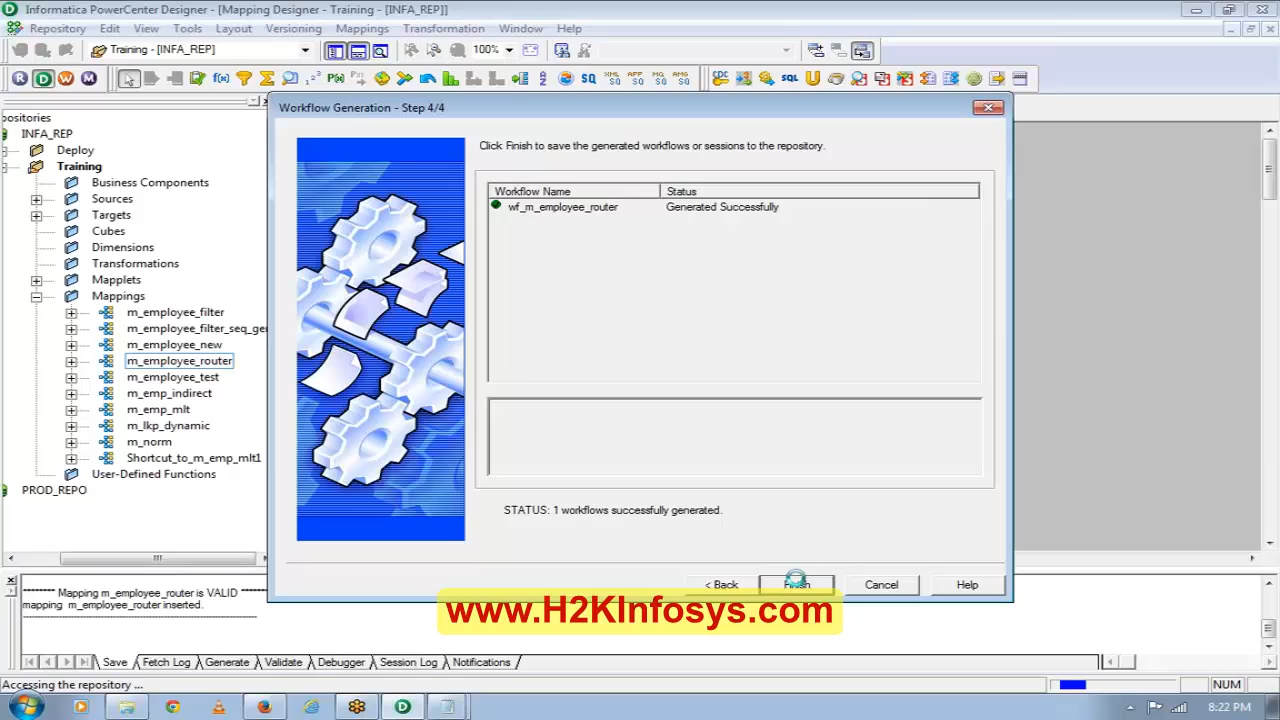 Informatica PowerCenter Designer - [Mapping Designer - Training - [INFA_REP]]
Repository Edit View Tools Layout Versioning Mappings Transformation Window Help
Training - [INFA_REP]
100%
R D W M
Workflow Generation - Step 4/4
positories
INFA_REP
Deploy
Training
Business Components
Sources
Targets
Cubes
Dimensions
Transformations
Mapplets
Mappings
m_employee_filter
m_employee_filter_seq_ge
m_employee_new
m_employee_router
m_employee_test
m_emp_indirect
m_emp_mlt
m_lkp_dynamic
m_norm
Shortcut_to_m_emp_mlt1
User-Defined Functions
PROD_REPO
Click Finish to save the generated workflows or sessions to the repository.
Workflow Name Status
wf_m_employee_router Generated Successfully
STATUS: 1 workflows successfully generated.
< Back Finish Cancel Help
******** Mapping m_employee_router is VALID ********
mapping m_employee_router inserted.
www.H2KInfosys.com
Save Fetch Log Generate Validate Debugger Session Log Notifications
Accessing the repository ...
NUM
8:22 PM